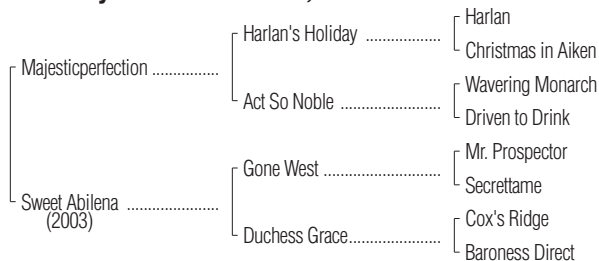 Harlan
Harlan's Holiday ..................
Christmas in Aiken
Majesticperfection ................
Wavering Monarch
Act So Noble ........................
Driven to Drink
Mr. Prospector
Gone West ............................
Secrettame
Sweet Abilena ......................
(2003)
Cox's Ridge
Duchess Grace......................
Baroness Direct